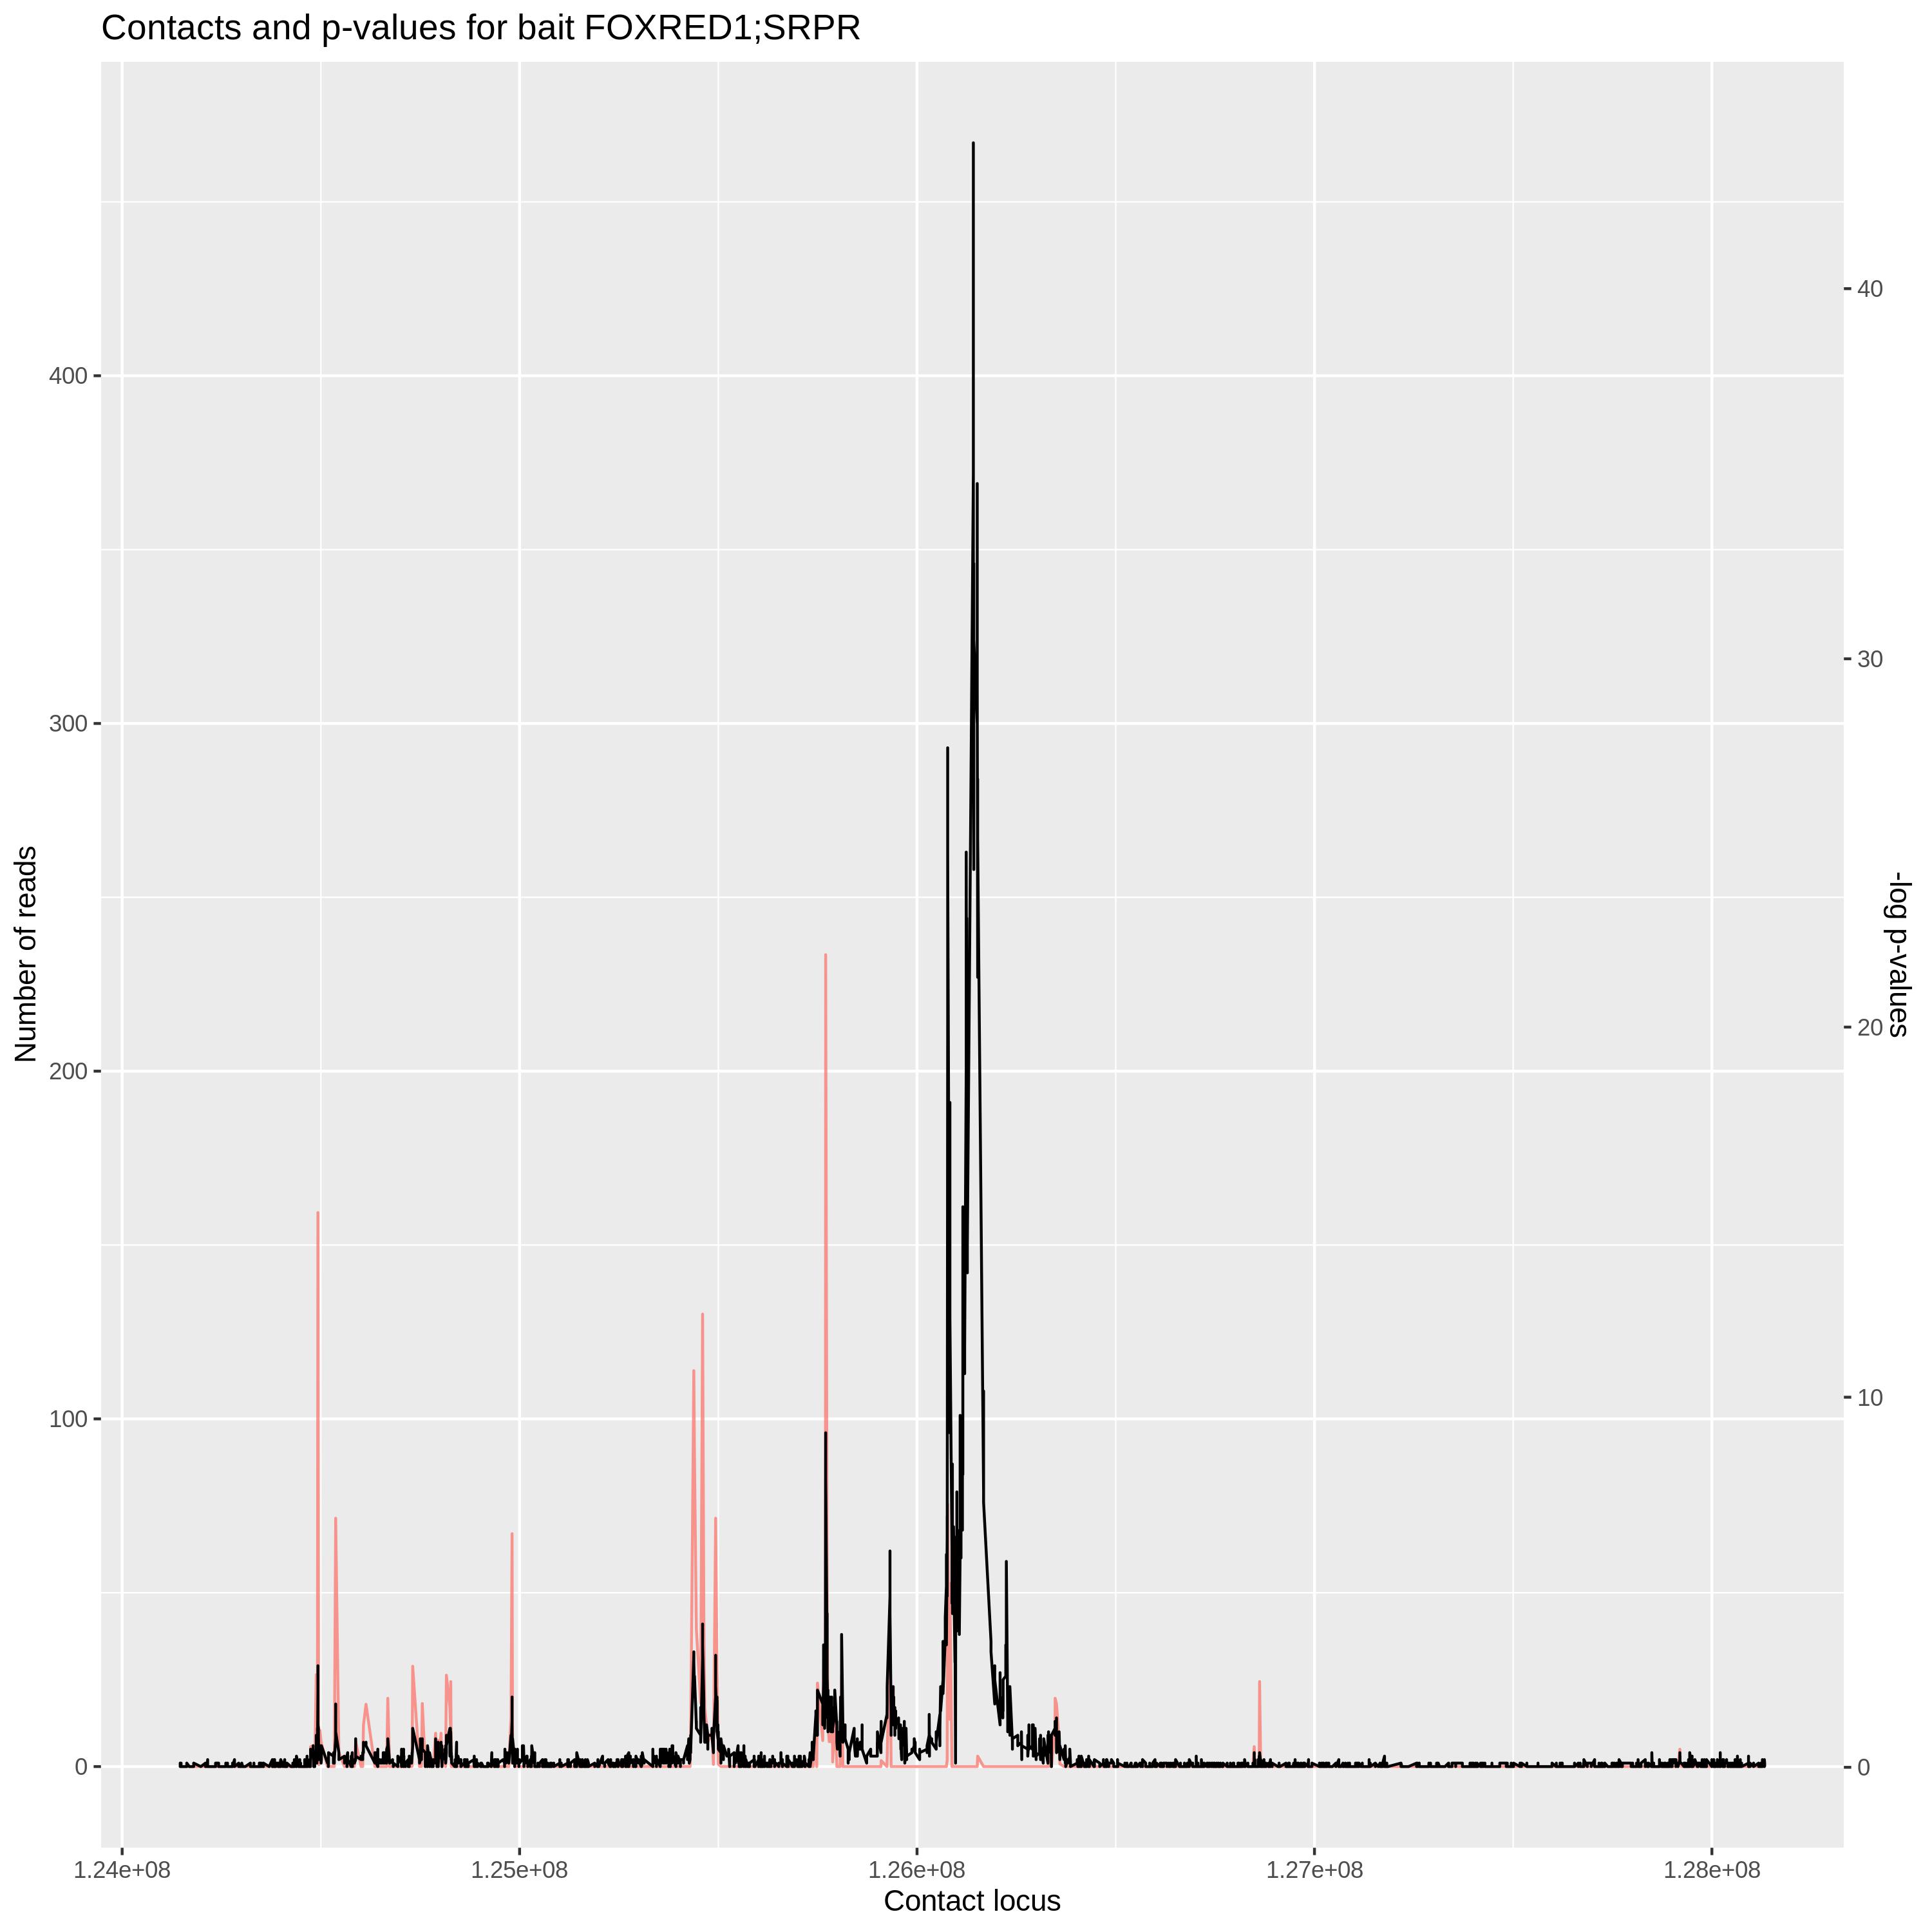 Contacts and p-values for bait FOXRED1;SRPR
Number of reads
400
300
200
100
0
40
30
20
10
0
-log p-values
1.24e+08 1.25e+08 1.26e+08 1.27e+08 1.28e+08
Contact locus